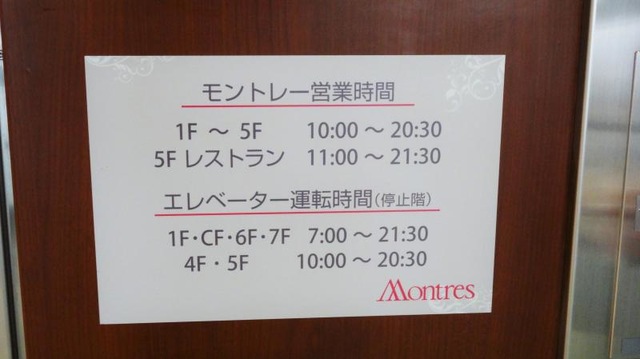 モントレー営業時間
1F ～ 5F 10:00 ～ 20:30
5F レストラン 11:00 ～ 21:30
エレベーター運転時間(停止階)
1F･CF･6F･7F 7:00 ～ 21:30
4F･5F 10:00 ～ 20:30
Montres